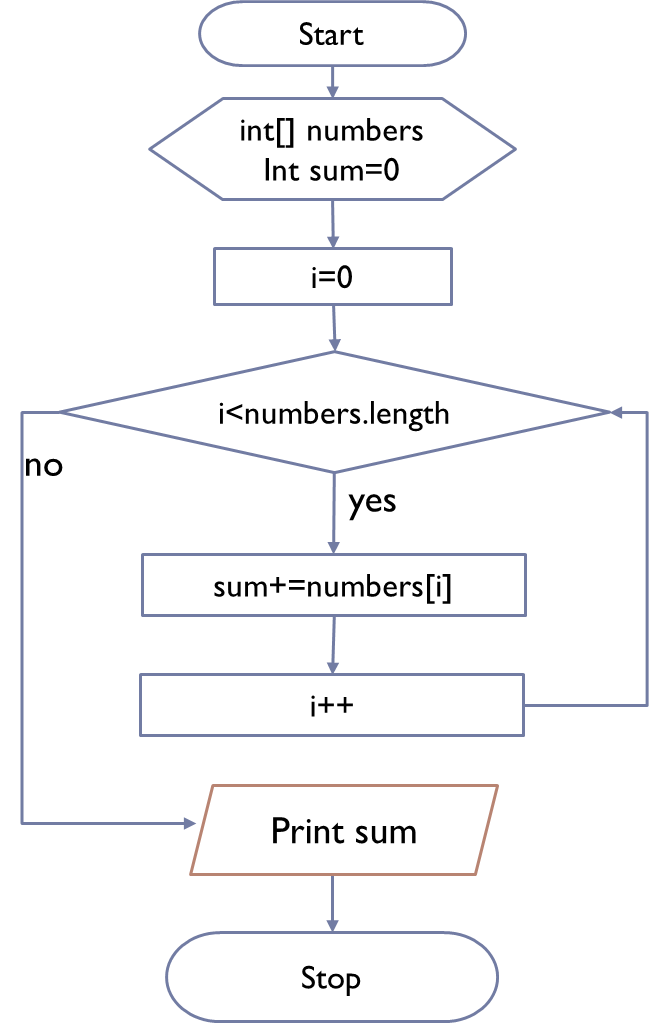 Start
int[] numbers
Int sum=0
i=0
i<numbers.length
no
yes
sum+=numbers[i]
i++
Print sum
Stop